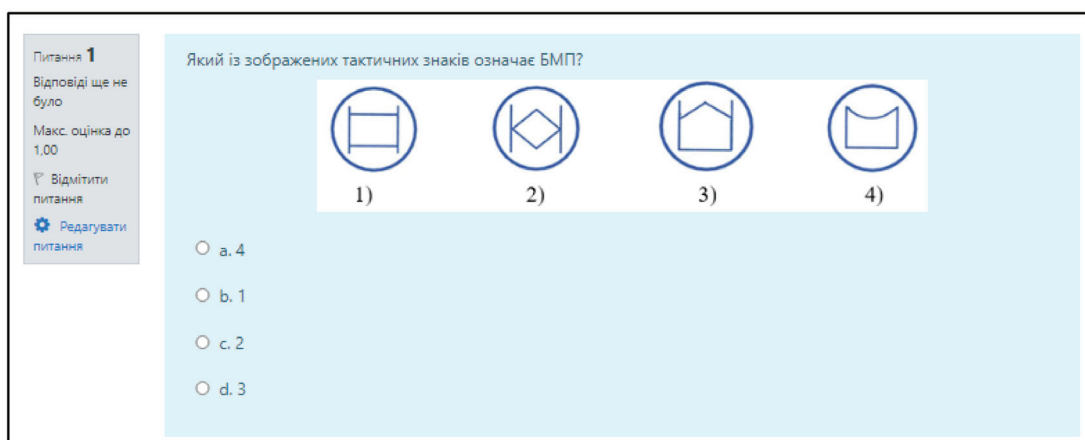 Питання 1
Відповіді ще не
було
Макс. оцінка до
1,00
Відмітити
питання
Редагувати
питання
Який із зображених тактичних знаків означає БМП?
1) 2) 3) 4)
a. 4
b. 1
c. 2
d. 3